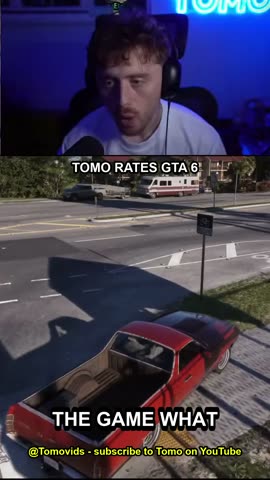 TOMO
TOMO RATES GTA 6
THE GAME WHAT
@Tomovids - subscribe to Tomo on YouTube